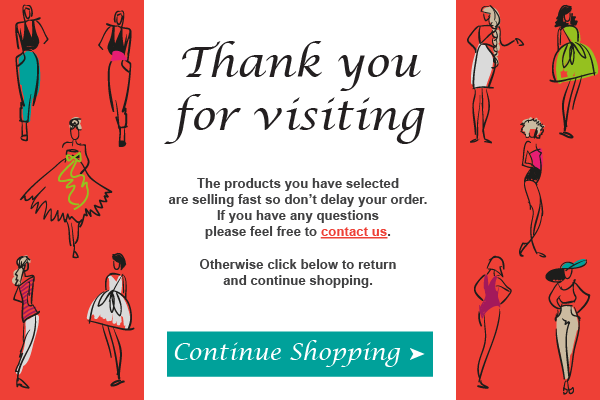 Thank you
for visiting
The products you have selected
are selling fast so don’t delay your order.
If you have any questions
please feel free to contact us.
Otherwise click below to return
and continue shopping.
Continue Shopping ➤